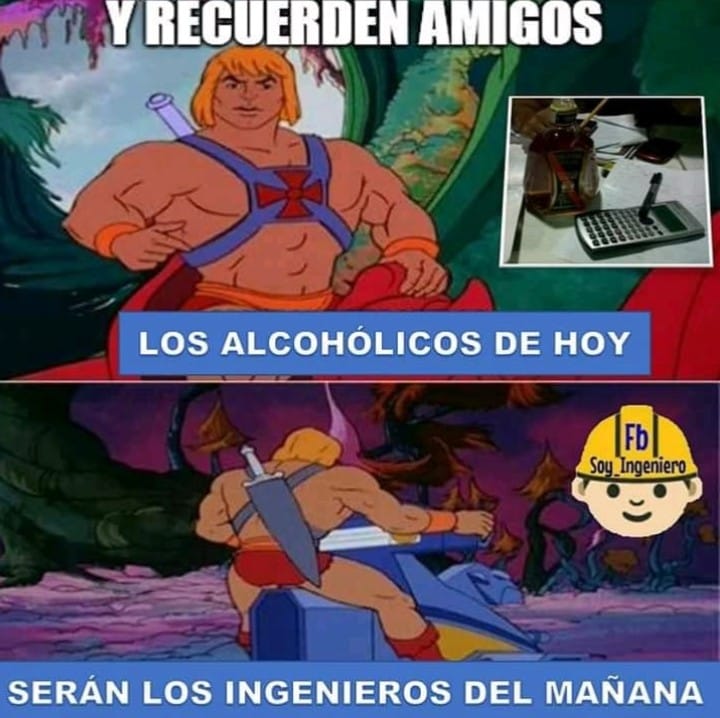 Y RECUERDEN AMIGOS
LOS ALCOHÓLICOS DE HOY
Fb
Soy_Ingeniero
SERÁN LOS INGENIEROS DEL MAÑANA